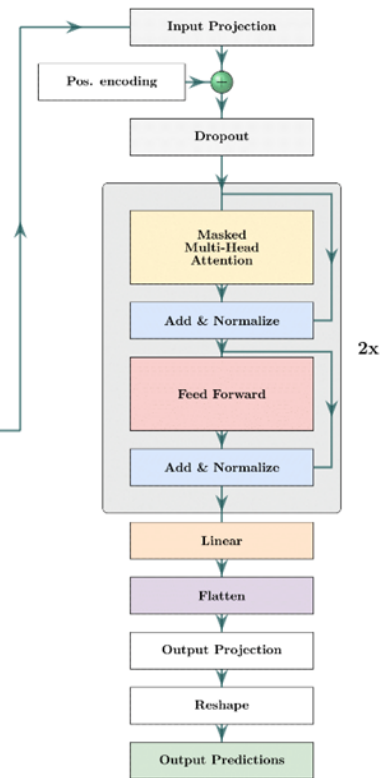 Input Projection
Pos. encoding
Dropout
Masked
Multi-Head
Attention
Add & Normalize
2x
Feed Forward
Add & Normalize
Linear
Flatten
Output Projection
Reshape
Output Predictions